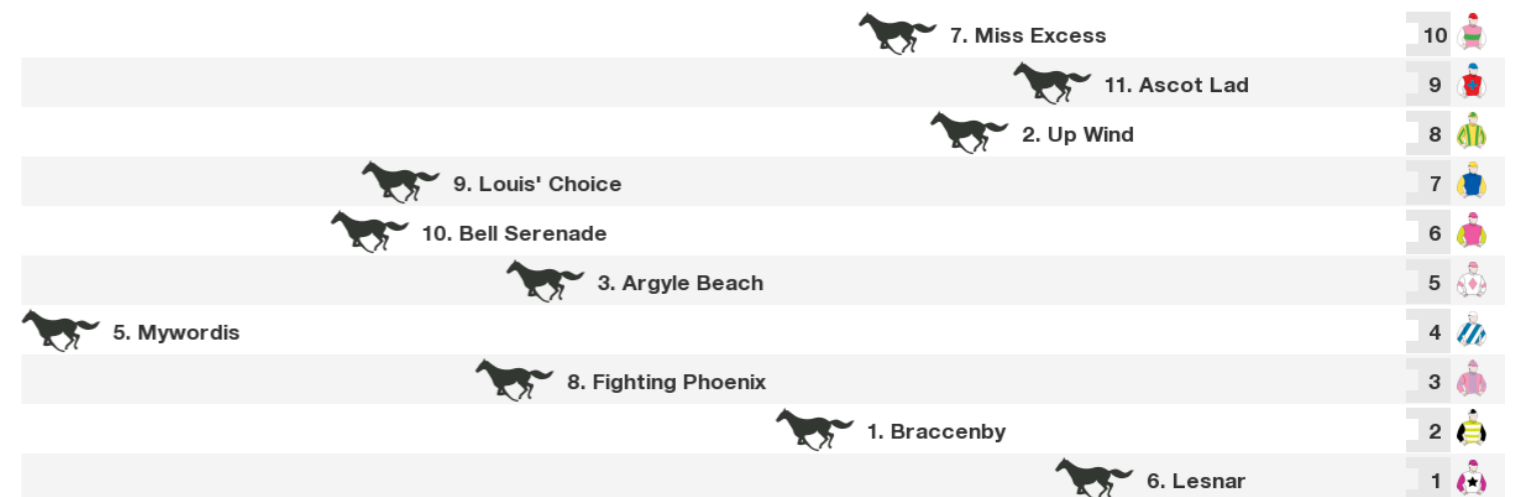 7. Miss Excess 10
11. Ascot Lad 9
2. Up Wind 8
9. Louis' Choice 7
10. Bell Serenade 6
3. Argyle Beach 5
5. Mywordis 4
8. Fighting Phoenix 3
1. Braccenby 2
6. Lesnar 1